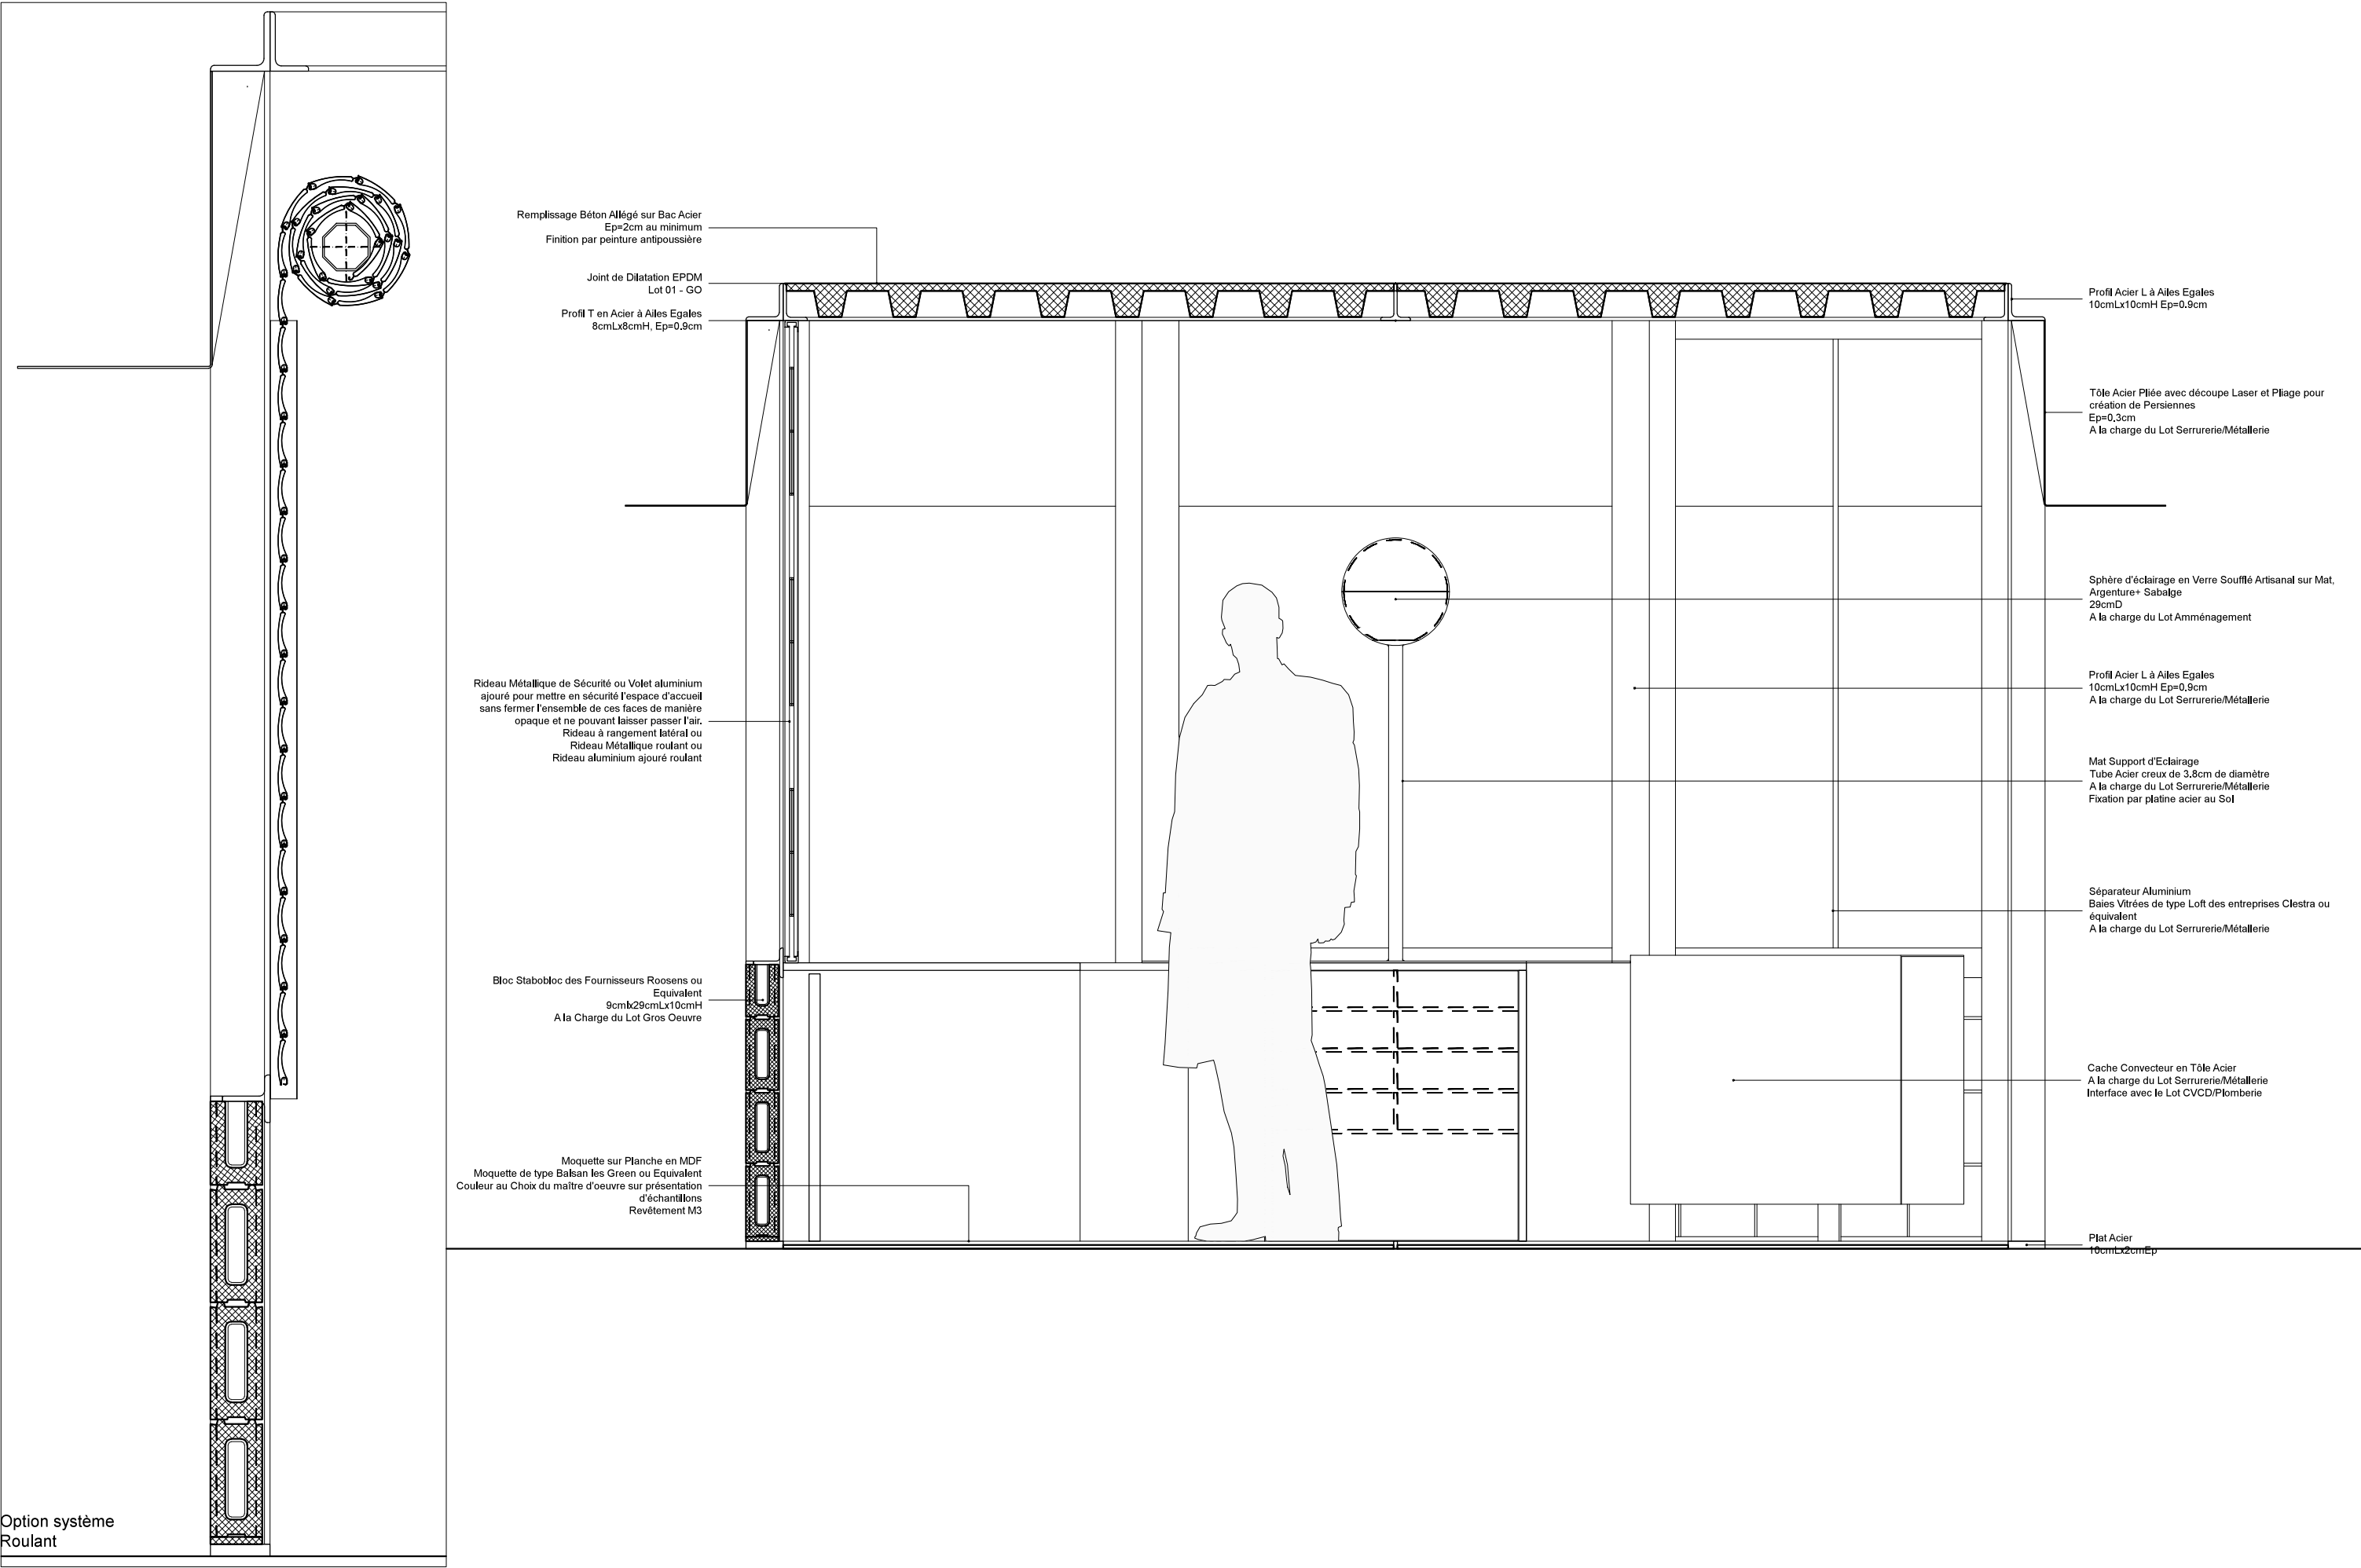 Remplissage Béton Allégé sur Bac Acier
Ep=2cm au minimum
Finition par peinture antipoussière
Joint de Dilatation EPDM
Lot 01 - GO
Profil T en Acier à Ailes Egales
8cmLx8cmH, Ep=0.9cm
Rideau Métallique de Sécurité ou Volet aluminium
ajouré pour mettre en sécurité l'espace d'accueil
sans fermer l'ensemble de ces faces de manière
opaque et ne pouvant laisser passer l'air.
Rideau à rangement latéral ou
Rideau Métallique roulant ou
Rideau aluminium ajouré roulant
Bloc Stabobloc des Fournisseurs Roosens ou
Equivalent
9cmlx29cmLx10cmH
A la Charge du Lot Gros Oeuvre
Moquette sur Planche en MDF
Moquette de type Balsan les Green ou Equivalent
Couleur au Choix du maître d'oeuvre sur présentation
d'échantillons
Revêtement M3
Profil Acier L à Ailes Egales
10cmLx10cmH Ep=0.9cm
Tôle Acier Pliée avec découpe Laser et Pliage pour
création de Persiennes
Ep=0,3cm
A la charge du Lot Serrurerie/Métallerie
Sphère d'éclairage en Verre Soufflé Artisanal sur Mat,
Argenture+ Sabalge
29cmD
A la charge du Lot Amménagement
Profil Acier L à Ailes Egales
10cmLx10cmH Ep=0,9cm
A la charge du Lot Serrurerie/Métallerie
Mat Support d'Eclairage
Tube Acier creux de 3.8cm de diamètre
A la charge du Lot Serrurerie/Métallerie
Fixation par platine acier au Sol
Séparateur Aluminium
Baies Vitrées de type Loft des entreprises Clestra ou
équivalent
A la charge du Lot Serrurerie/Métallerie
Cache Convecteur en Tôle Acier
A la charge du Lot Serrurerie/Métallerie
Interface avec le Lot CVCD/Plomberie
Plat Acier
10cmLx2cmEp
Option système
Roulant